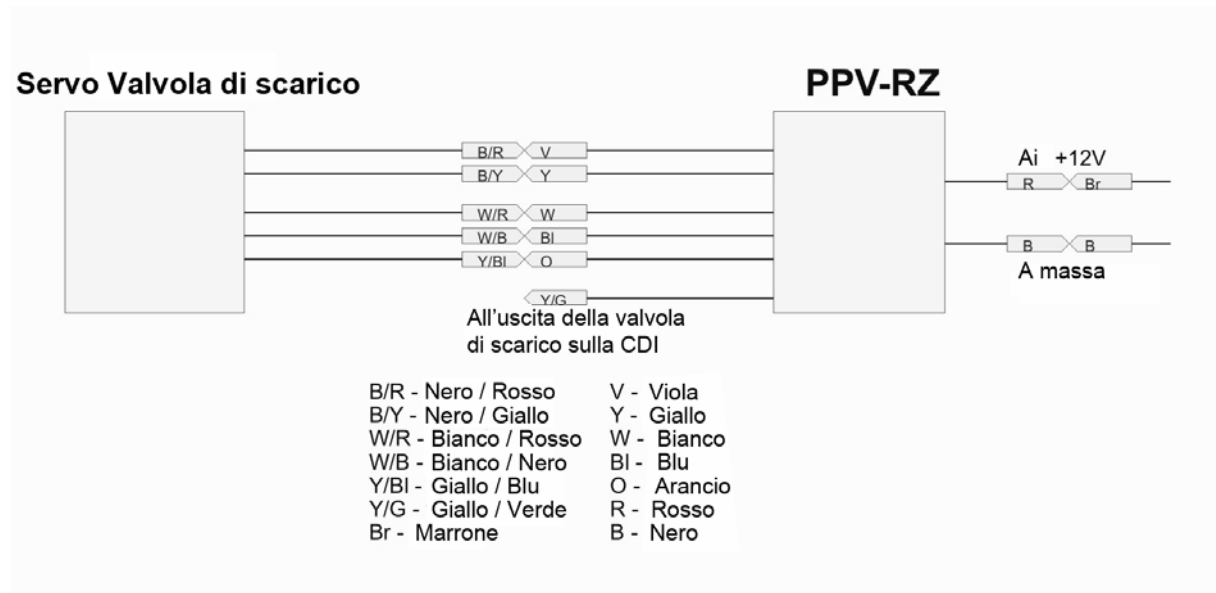 Servo Valvola di scarico
PPV-RZ
B/R V
B/Y Y
W/R W
W/B Bl
Y/Bl O
Y/G
All'uscita della valvola
di scarico sulla CDI
Ai +12V
R Br
B B
A massa
B/R - Nero / Rosso
B/Y - Nero / Giallo
W/R - Bianco / Rosso
W/B - Bianco / Nero
Y/Bl - Giallo / Blu
Y/G - Giallo / Verde
Br - Marrone
V - Viola
Y - Giallo
W - Bianco
Bl - Blu
O - Arancio
R - Rosso
B - Nero